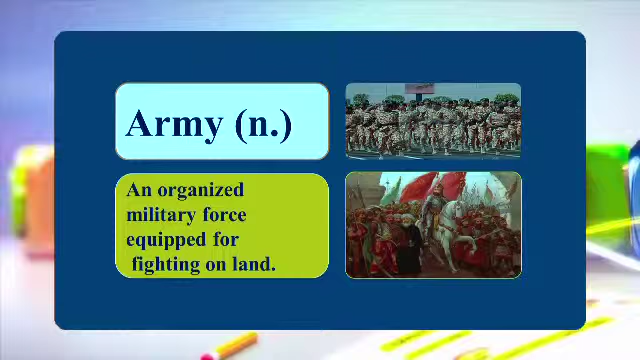 Army (n.)
An organized
military force
equipped for
fighting on land.